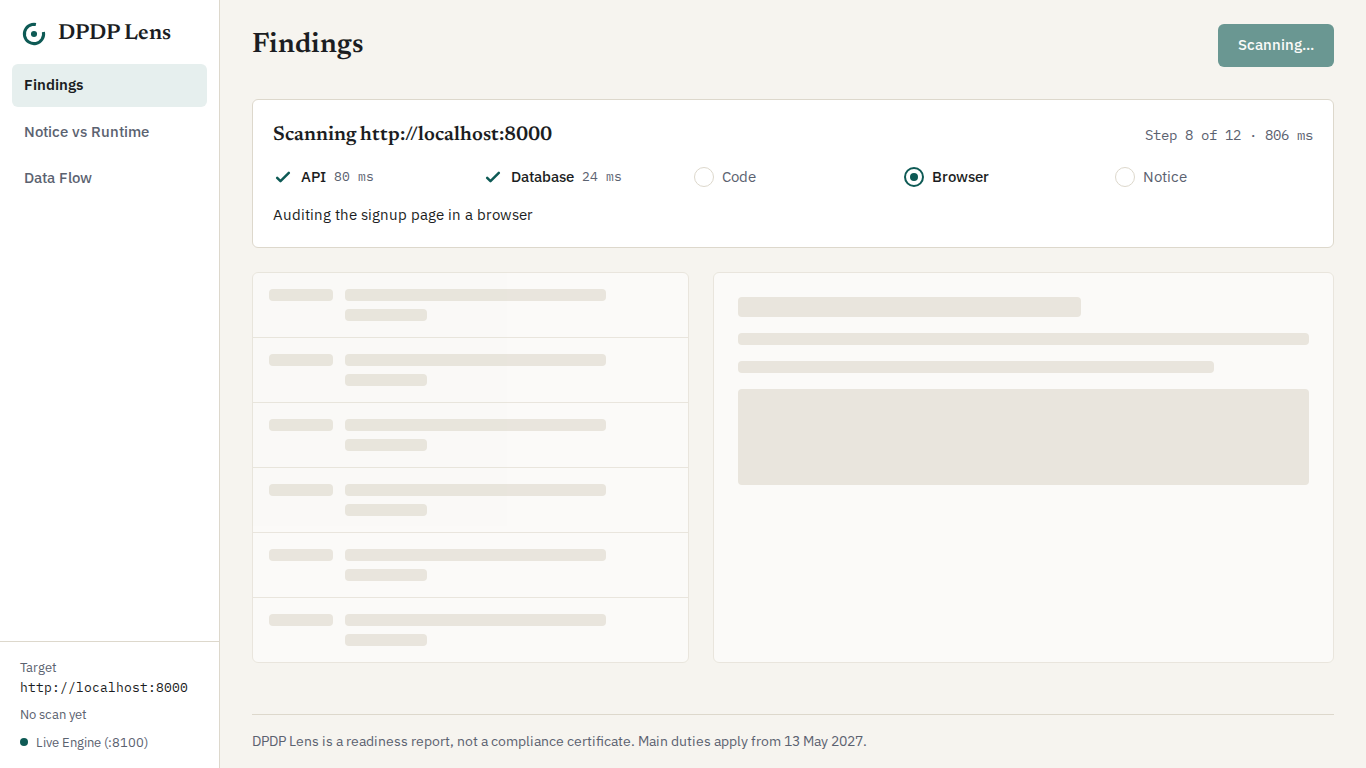 DPDP Lens
Findings
Notice vs Runtime
Data Flow
Target
http://localhost:8000
No scan yet
Live Engine (:8100)
Findings
Scanning...
Scanning http://localhost:8000
Step 8 of 12 · 806 ms
API 80 ms
Database 24 ms
Code
Browser
Notice
Auditing the signup page in a browser
DPDP Lens is a readiness report, not a compliance certificate. Main duties apply from 13 May 2027.